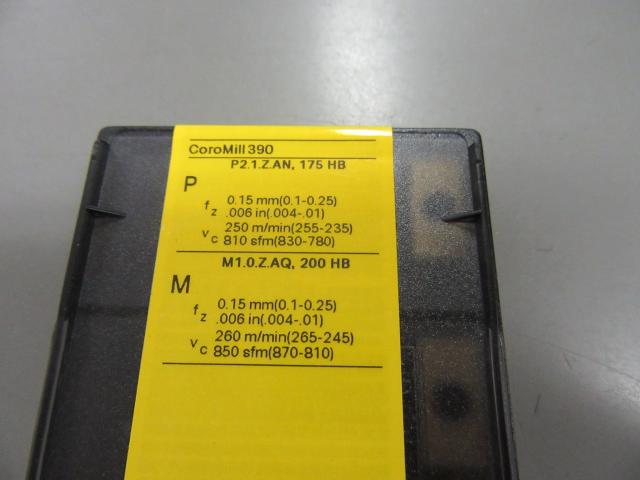 CoroMill 390
P2.1.Z.AN, 175 HB
P
fz 0.15 mm(0.1-0.25)
.006 in(.004-.01)
vc 250 m/min(255-235)
810 sfm(830-780)
M1.0.Z.AQ, 200 HB
M
fz 0.15 mm(0.1-0.25)
.006 in(.004-.01)
vc 260 m/min(265-245)
850 sfm(870-810)